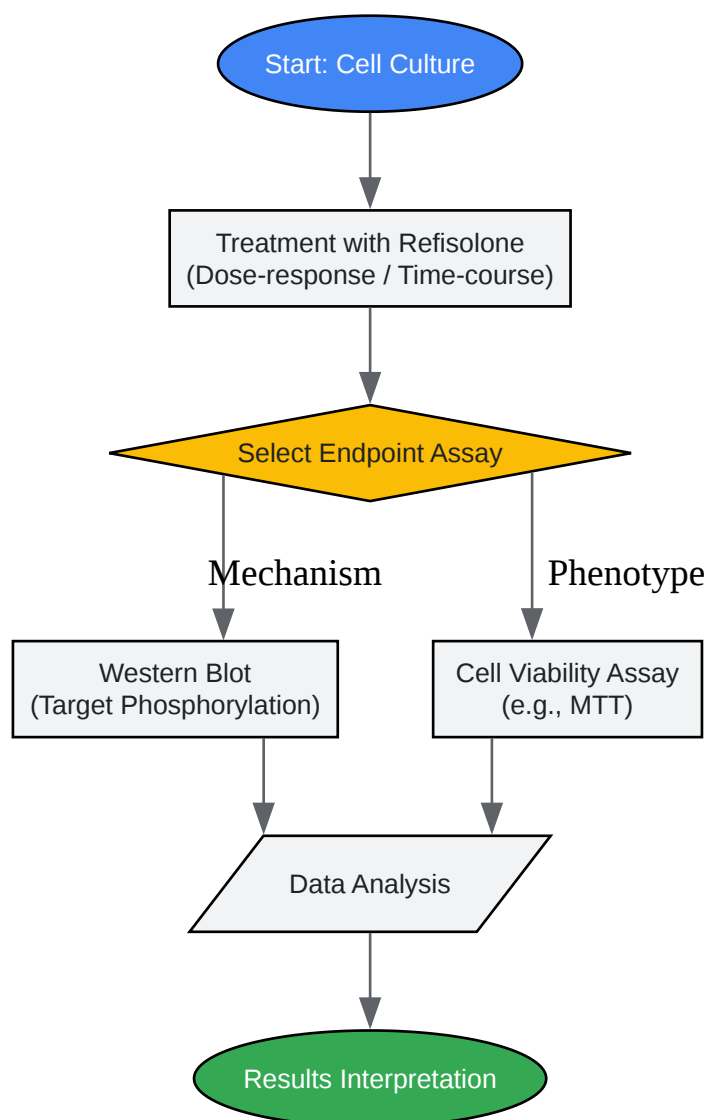 Start: Cell Culture
Treatment with Refisolone
(Dose-response / Time-course)
Select Endpoint Assay
Mechanism
Phenotype
Western Blot
(Target Phosphorylation)
Cell Viability Assay
(e.g., MTT)
Data Analysis
Results Interpretation